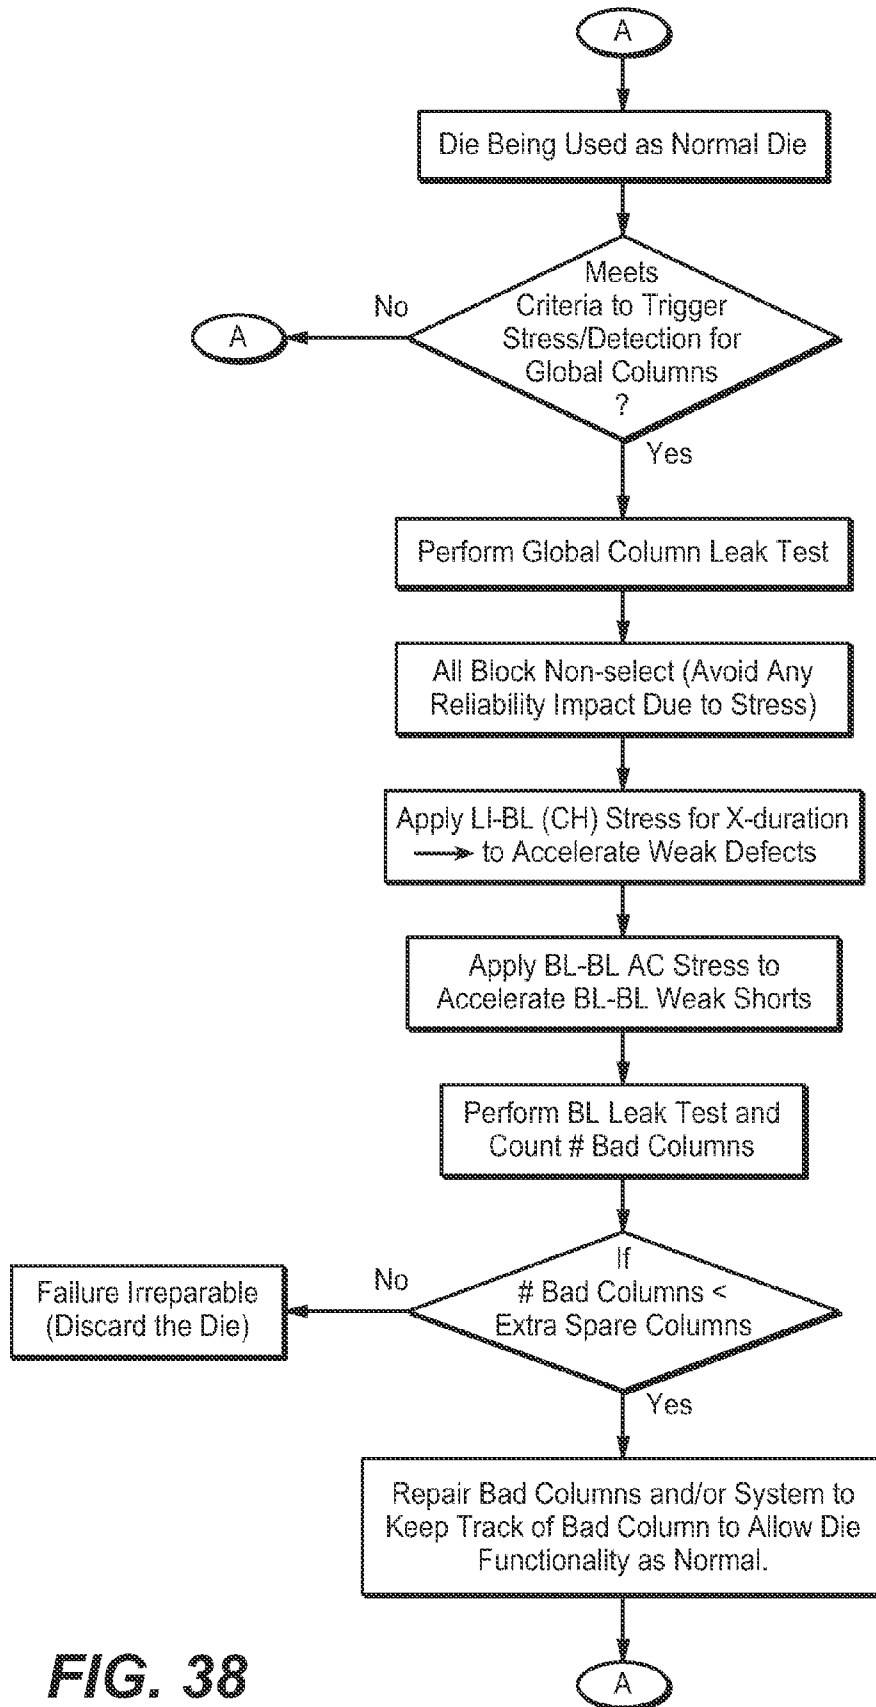 A
Die Being Used as Normal Die
Meets
Criteria to Trigger
Stress/Detection for
Global Columns
?
No
A
Yes
Perform Global Column Leak Test
All Block Non-select (Avoid Any
Reliability Impact Due to Stress)
Apply LI-BL (CH) Stress for X-duration
→ to Accelerate Weak Defects
Apply BL-BL AC Stress to
Accelerate BL-BL Weak Shorts
Perform BL Leak Test and
Count # Bad Columns
If
# Bad Columns <
Extra Spare Columns
No
Failure Irreparable
(Discard the Die)
Yes
Repair Bad Columns and/or System to
Keep Track of Bad Column to Allow Die
Functionality as Normal.
A
FIG. 38